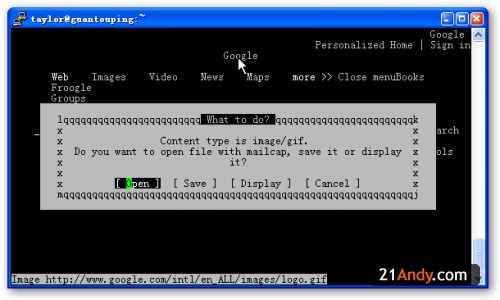 taylor@guantouping:~
Google
Personalized Home | Sign in
Google
Web Images Video News Maps more >> Close menuBooks
Froogle
Groups
lqqqqqqqqqqqqqqqqqqqqqqqq What to do? qqqqqqqqqqqqqqqqqqqqqqqqk
x x
x Content type is image/gif. x arch
x Do you want to open file with mailcap, save it or display x
x it? x ols
x x
x [ Open ] [ Save ] [ Display ] [ Cancel ] x
mqqqqqqqqqqqqqqqqqqqqqqqqqqqqqqqqqqqqqqqqqqqqqqqqqqqqqqqqqqqqqj
21Andy.com
Image http://www.google.com/intl/en_ALL/images/logo.gif